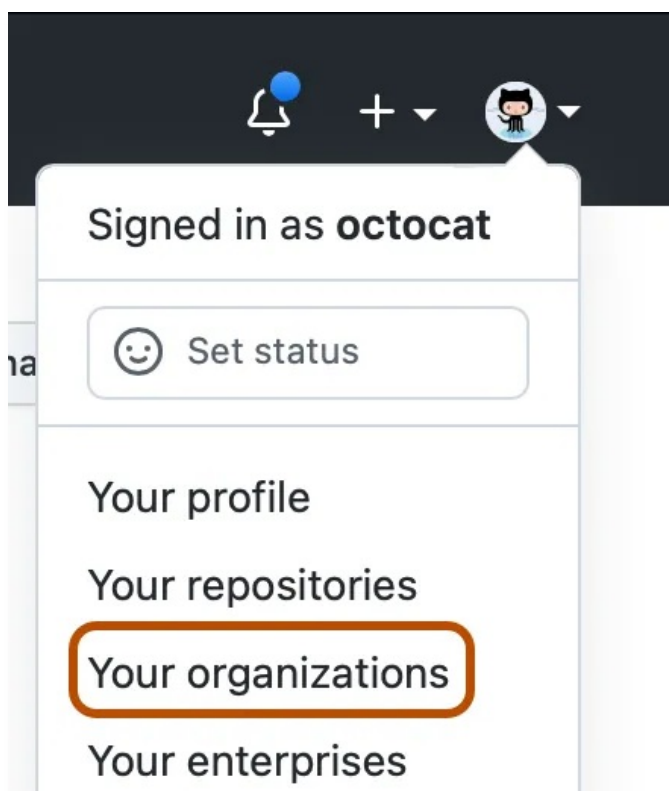 Signed in as octocat
Set status
Your profile
Your repositories
Your organizations
Your enterprises